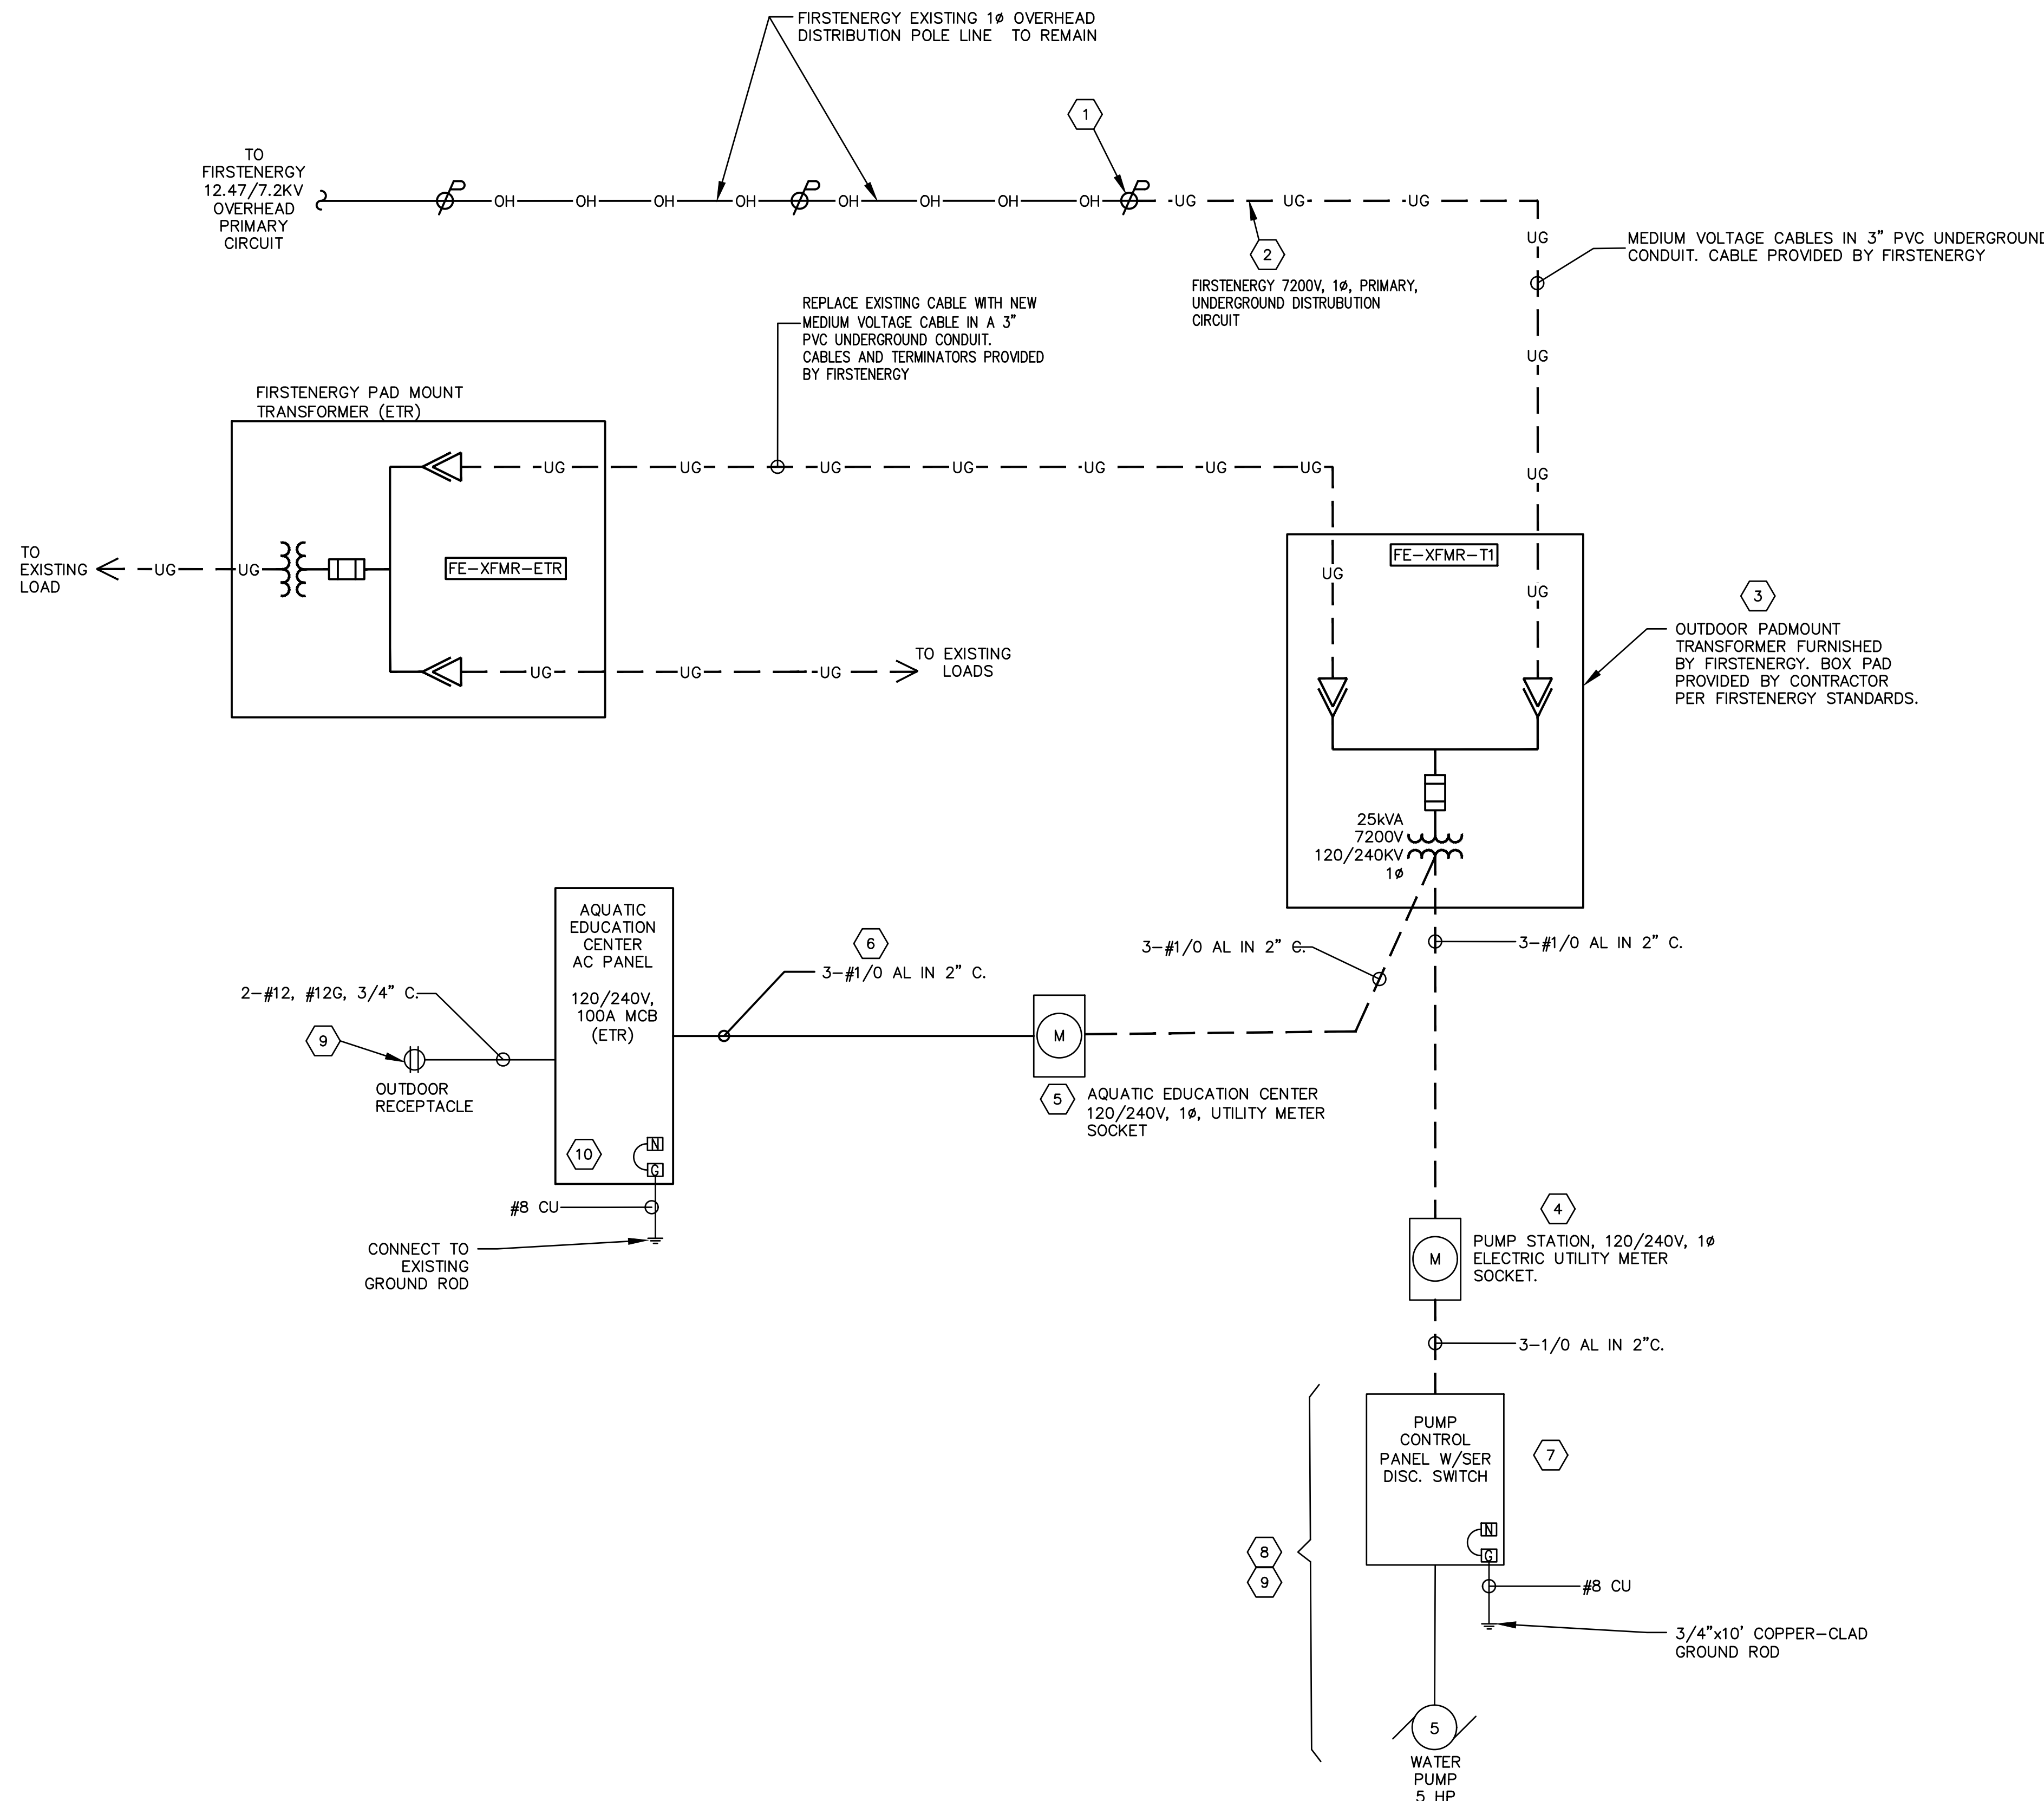 FIRSTENERGY EXISTING 1ø OVERHEAD
DISTRIBUTION POLE LINE TO REMAIN
1
TO
FIRSTENERGY
12.47/7.2KV
OVERHEAD
PRIMARY
CIRCUIT
OH
OH
OH
OH
OH
OH
OH
OH
UG
UG
UG
UG
MEDIUM VOLTAGE CABLES IN 3" PVC UNDERGROUND
CONDUIT. CABLE PROVIDED BY FIRSTENERGY
2
FIRSTENERGY 7200V, 1ø, PRIMARY,
UNDERGROUND DISTRUBUTION
CIRCUIT
REPLACE EXISTING CABLE WITH NEW
MEDIUM VOLTAGE CABLE IN A 3"
PVC UNDERGROUND CONDUIT.
CABLES AND TERMINATORS PROVIDED
BY FIRSTENERGY
UG
FIRSTENERGY PAD MOUNT
TRANSFORMER (ETR)
UG
UG
UG
UG
UG
UG
UG
UG
TO
EXISTING
LOAD
UG
UG
FE-XFMR-ETR
FE-XFMR-T1
UG
UG
3
OUTDOOR PADMOUNT
TRANSFORMER FURNISHED
BY FIRSTENERGY. BOX PAD
PROVIDED BY CONTRACTOR
PER FIRSTENERGY STANDARDS.
UG
UG
UG
TO EXISTING
LOADS
25kVA
7200V
120/240KV
1ø
AQUATIC
EDUCATION
CENTER
AC PANEL
120/240V,
100A MCB
(ETR)
6
3-#1/0 AL IN 2" C.
3-#1/0 AL IN 2" C.
3-#1/0 AL IN 2" C.
2-#12, #12G, 3/4" C.
9
OUTDOOR
RECEPTACLE
M
5
AQUATIC EDUCATION CENTER
120/240V, 1ø, UTILITY METER
SOCKET
10
N
G
#8 CU
CONNECT TO
EXISTING
GROUND ROD
4
M
PUMP STATION, 120/240V, 1ø
ELECTRIC UTILITY METER
SOCKET.
3-1/0 AL IN 2"C.
PUMP
CONTROL
PANEL W/SER
DISC. SWITCH
7
N
G
8
9
#8 CU
3/4"x10' COPPER-CLAD
GROUND ROD
5
WATER
PUMP
5 HP